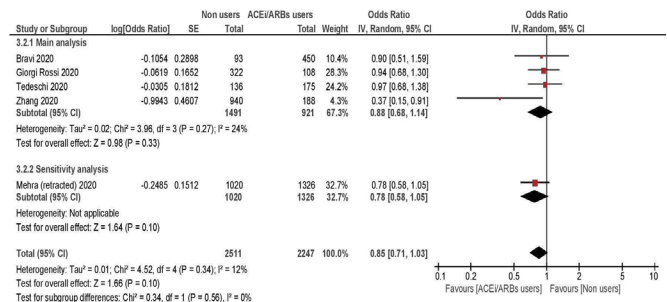 Non users ACEi/ARBs users Odds Ratio Odds Ratio
Study or Subgroup log[Odds Ratio] SE Total Total Weight IV, Random, 95% CI IV, Random, 95% CI
3.2.1 Main analysis
Bravi 2020 -0.1054 0.2898 93 450 10.4% 0.90 [0.51, 1.59]
Giorgi Rossi 2020 -0.0619 0.1652 322 108 28.3% 0.94 [0.68, 1.30]
Tedeschi 2020 -0.0305 0.1812 136 175 24.2% 0.97 [0.68, 1.38]
Zhang 2020 -0.9943 0.4607 940 188 4.3% 0.37 [0.15, 0.91]
Subtotal (95% CI) 1491 921 67.3% 0.88 [0.68, 1.14]
Heterogeneity: Tau² = 0.02; Chi² = 3.96, df = 3 (P = 0.27); I² = 24%
Test for overall effect: Z = 0.98 (P = 0.33)
3.2.2 Sensitivity analysis
Mehra (retracted) 2020 -0.2485 0.1512 1020 1326 32.7% 0.78 [0.58, 1.05]
Subtotal (95% CI) 1020 1326 32.7% 0.78 [0.58, 1.05]
Heterogeneity: Not applicable
Test for overall effect: Z = 1.64 (P = 0.10)
Total (95% CI) 2511 2247 100.0% 0.85 [0.71, 1.03]
Heterogeneity: Tau² = 0.01; Chi² = 4.52, df = 4 (P = 0.34); I² = 12%
Test for overall effect: Z = 1.66 (P = 0.10)
Test for subgroup differences: Chi² = 0.34, df = 1 (P = 0.56), I² = 0%
0.1 0.2 0.5 1 2 5 10
Favours [ACEi/ARBs users] Favours [Non users]